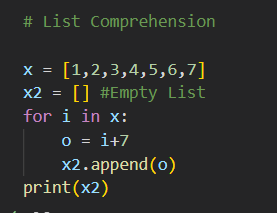 # List Comprehension
x = [1,2,3,4,5,6,7]
x2 = [] #Empty List
for i in x:
    o = i+7
    x2.append(o)
print(x2)